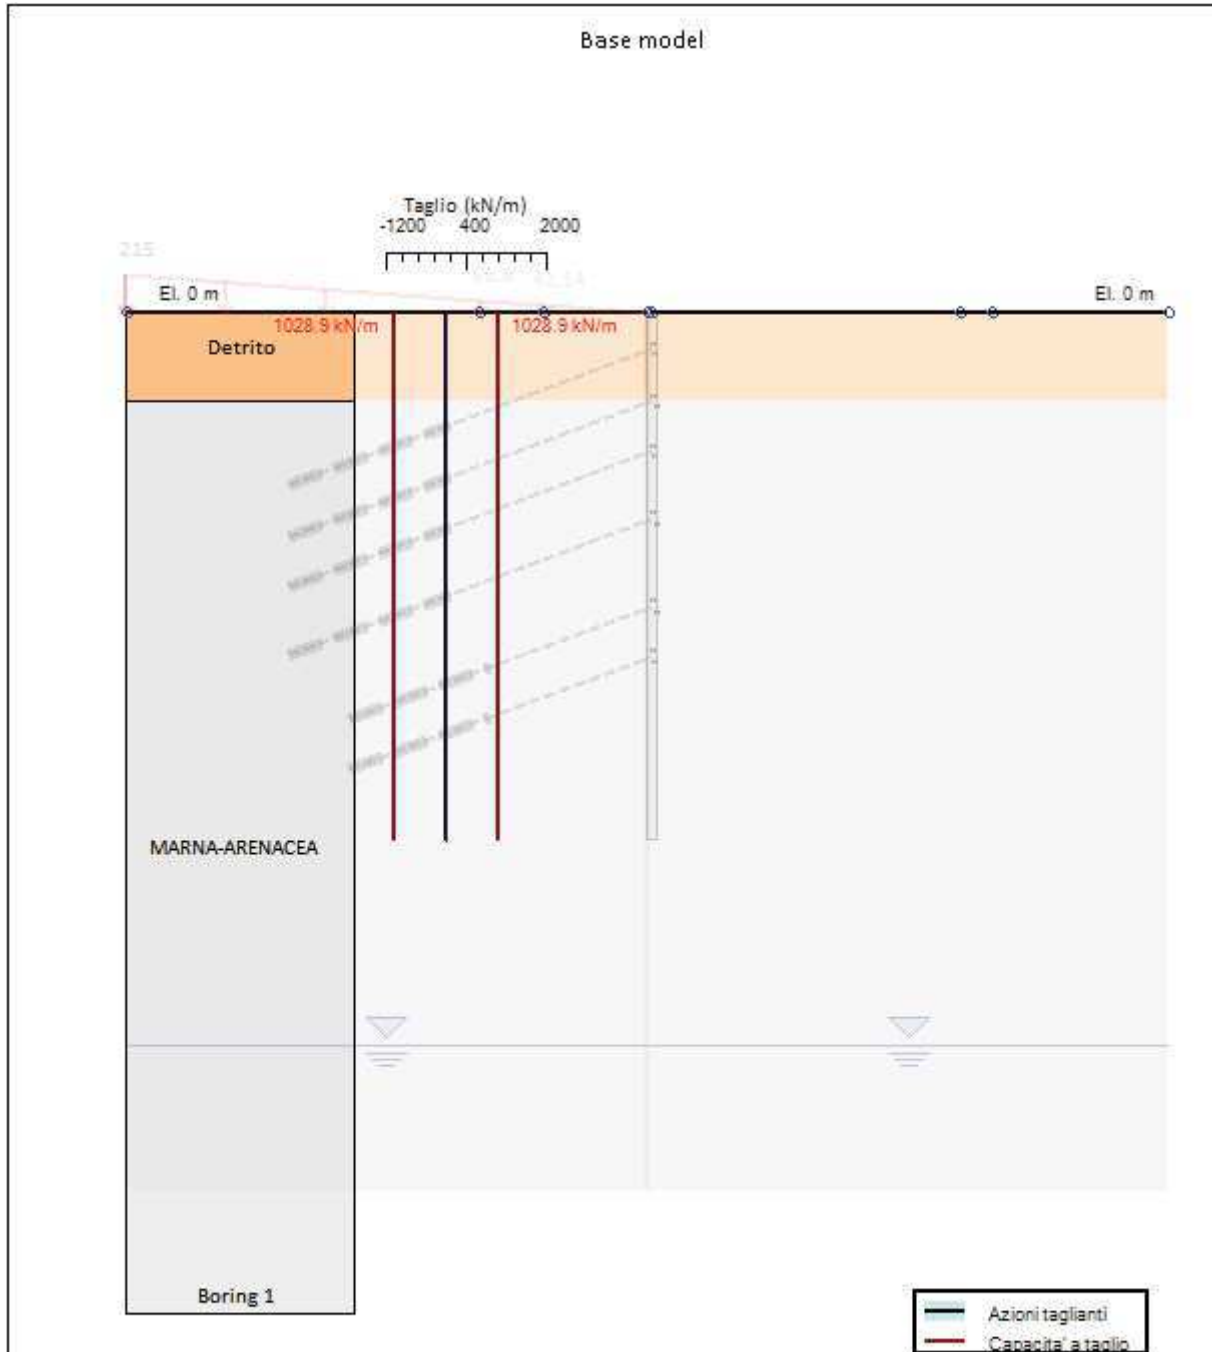 Base model
Taglio (kN/m)
-1200 400 2000
215
El. 0 m
El. 0 m
1028.9 kN/m
1028.9 kN/m
Detrito
MARNA-ARENACEA
Boring 1
Azioni taglianti
Capacita' a taglio